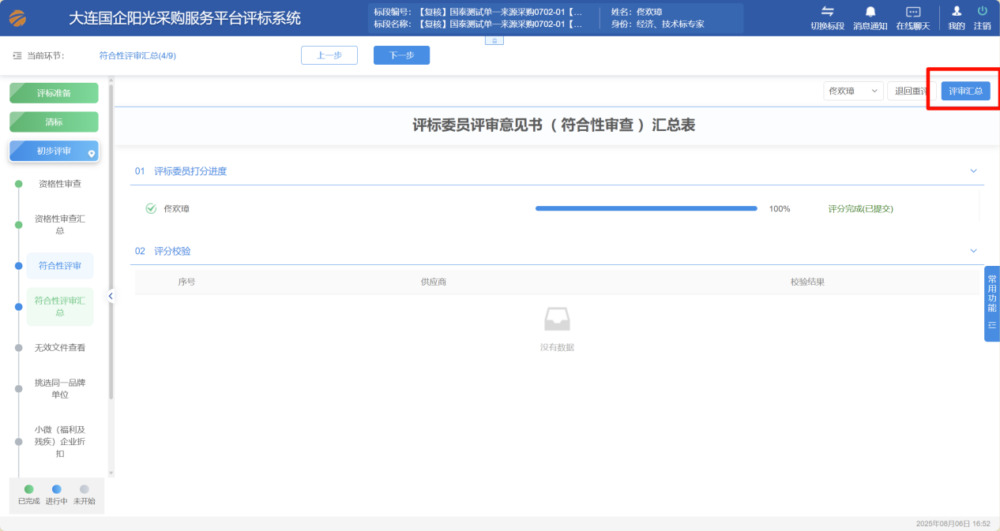 大连国企阳光采购服务平台评标系统
标段编号：【复核】国泰测试单一来源采购0702-01【...
标段名称：【复核】国泰测试单一来源采购0702-01【...
姓名：佟欢璋
身份：经济、技术标专家
切换标段
消息通知
在线聊天
我的
注销
当前环节：
符合性评审汇总(4/9)
上一步
下一步
评标准备
清标
初步评审
资格性审查
资格性审查汇
总
符合性评审
符合性评审汇
总
无效文件查看
挑选同一品牌
单位
小微（福利及
残疾）企业折
扣
已完成
进行中
未开始
佟欢璋
退回重评
评审汇总
评标委员评审意见书（ 符合性审查 ）汇总表
01 评标委员打分进度
佟欢璋
100%
评分完成(已提交)
02 评分校验
序号
供应商
校验结果
没有数据
常用功能
2025年08月06日 16:52